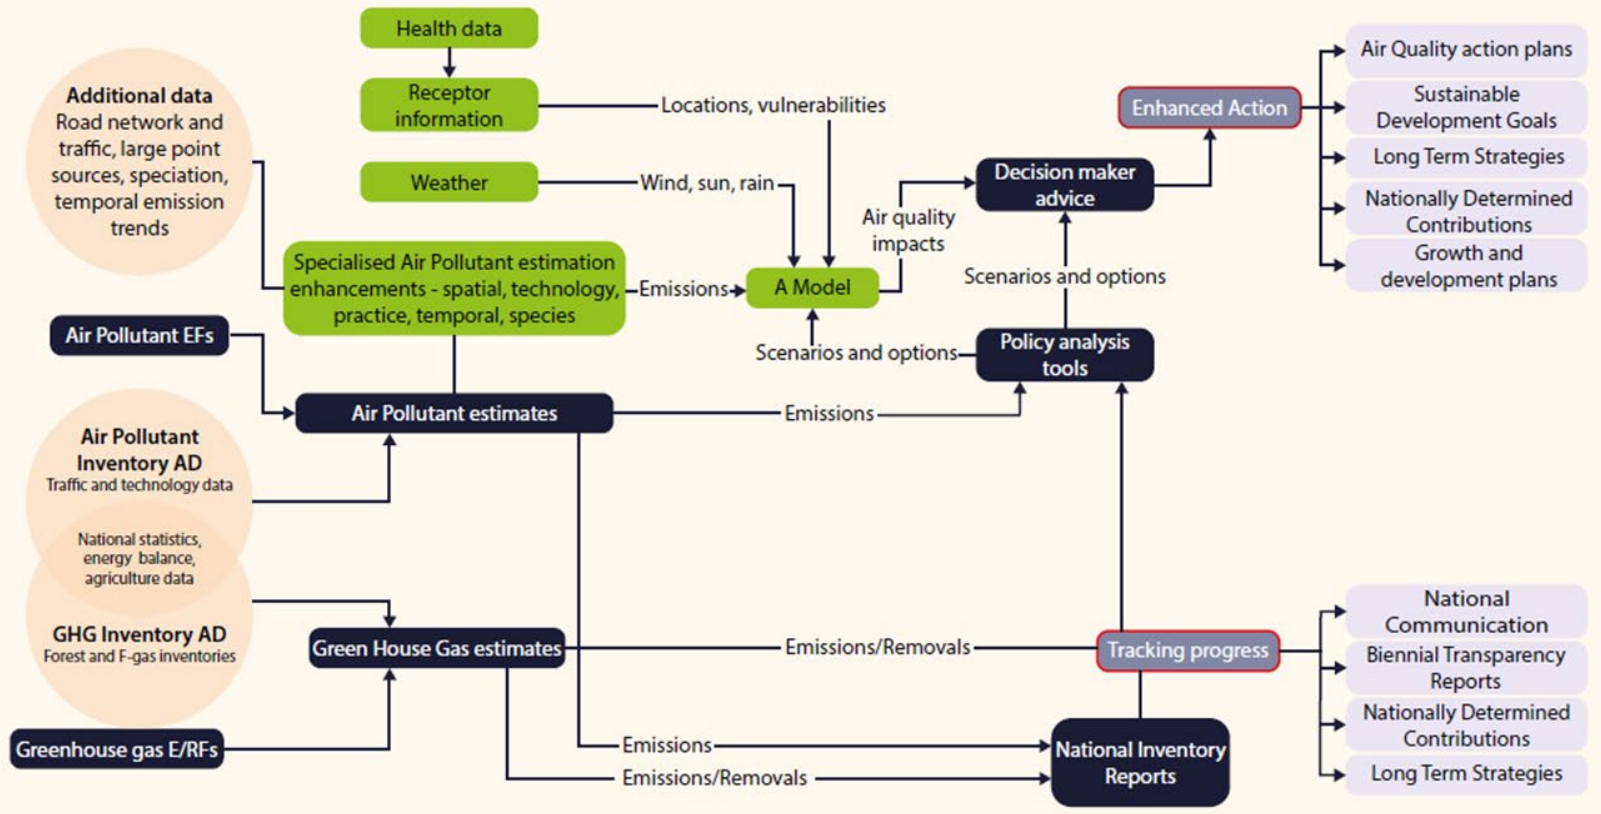 Health data
Receptor
information
Locations, vulnerabilities
Weather
Wind, sun, rain
Additional data
Road network and
traffic, large point
sources, speciation,
temporal emission
trends
Specialised Air Pollutant estimation
enhancements - spatial, technology,
practice, temporal, species
Emissions
A Model
Air quality
impacts
Decision maker
advice
Enhanced Action
Air Quality action plans
Sustainable
Development Goals
Long Term Strategies
Nationally Determined
Contributions
Growth and
development plans
Scenarios and options
Scenarios and options
Policy analysis
tools
Air Pollutant EFs
Air Pollutant estimates
Emissions
Air Pollutant
Inventory AD
Traffic and technology data
National statistics,
energy balance,
agriculture data
GHG Inventory AD
Forest and F-gas inventories
Green House Gas estimates
Emissions/Removals
Tracking progress
Greenhouse gas E/RFs
Emissions
Emissions/Removals
National Inventory
Reports
National
Communication
Biennial Transparency
Reports
Nationally Determined
Contributions
Long Term Strategies